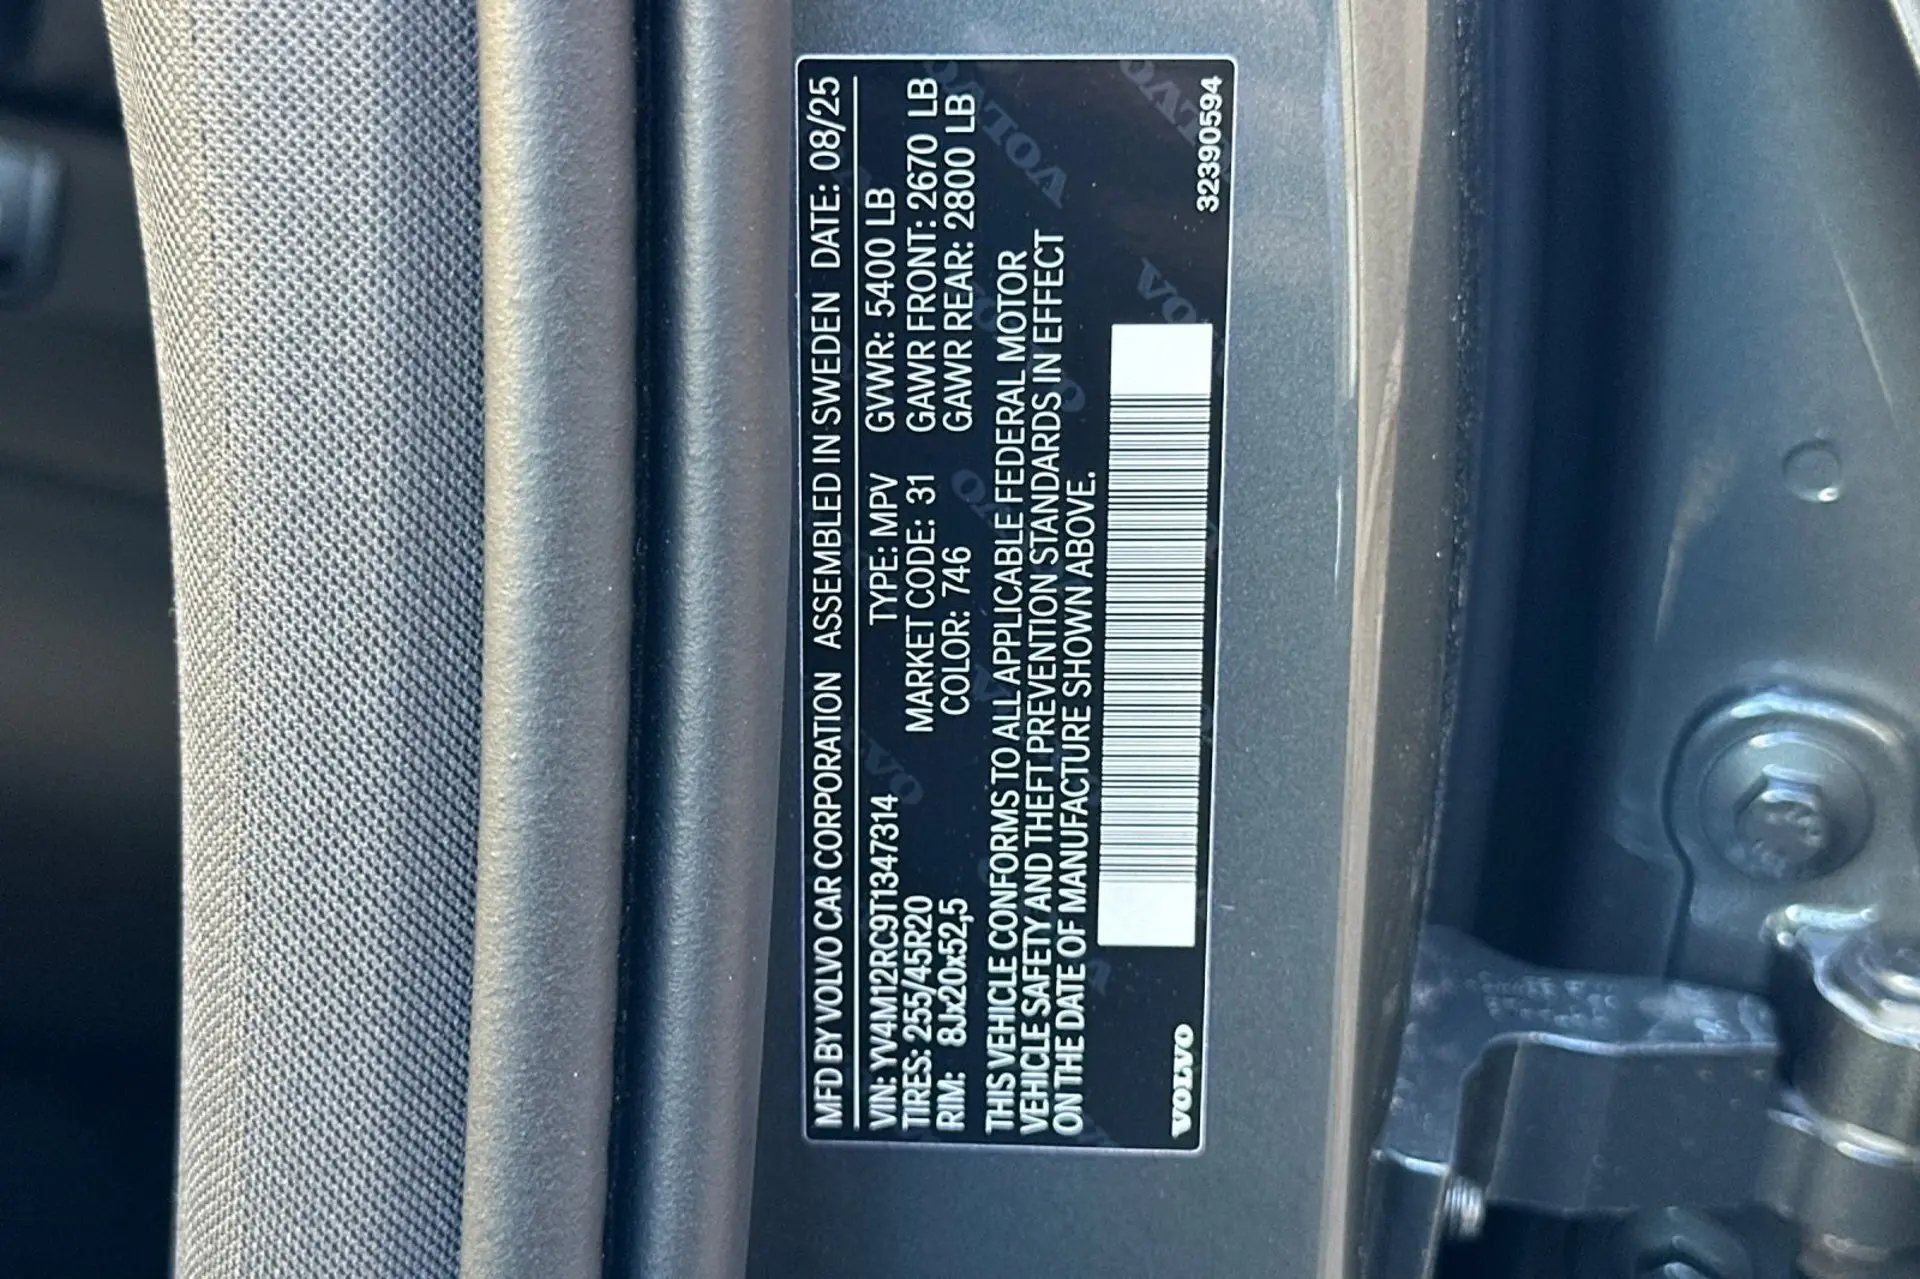 MFD BY VOLVO CAR CORPORATION ASSEMBLED IN SWEDEN DATE: 08/25
VIN: YV4M12RC9T1347314 TYPE: MPV GVWR: 5400 LB
TIRES: 255/45R20 MARKET CODE: 31 GAWR FRONT: 2670 LB
RIM: 8Jx20x52,5 COLOR: 746 GAWR REAR: 2800 LB
THIS VEHICLE CONFORMS TO ALL APPLICABLE FEDERAL MOTOR
VEHICLE SAFETY AND THEFT PREVENTION STANDARDS IN EFFECT
ON THE DATE OF MANUFACTURE SHOWN ABOVE.
VOLVO 32390594